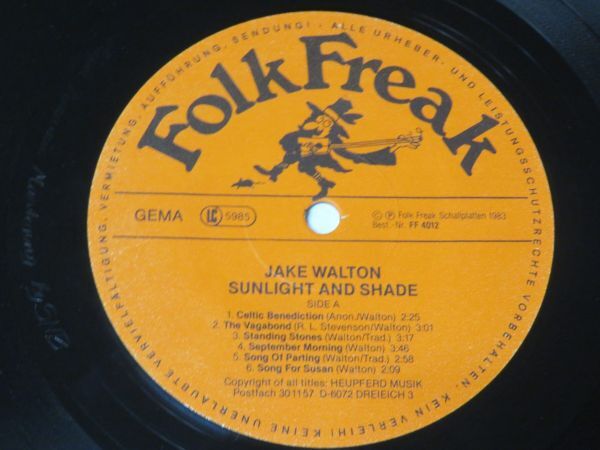 KEINE UNERLAUBTE VERVIELFÄLTIGUNG, VERMIETUNG, AUFFÜHRUNG, SENDUNG! - ALLE URHEBER- UND LEISTUNGSSCHUTZRECHTE VORBEHALTEN. KEIN VERLEIH!
FolkFreak
GEMA LC 5985
© ℗ Folk Freak Schallplatten 1983
Best.-Nr. FF 4012
JAKE WALTON
SUNLIGHT AND SHADE
SIDE A
1. Celtic Benediction (Anon./Walton) 2:25
2. The Vagabond (R. L. Stevenson/Walton) 3:01
3. Standing Stones (Walton/Trad.) 3:17
4. September Morning (Walton) 3:46
5. Song Of Parting (Walton/Trad.) 2:58
6. Song For Susan (Walton) 2:09
Copyright of all titles: HEUPFERD MUSIK
Postfach 301157 D-6072 DREIEICH 3